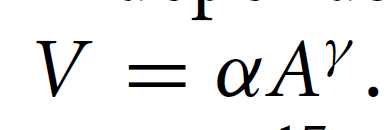 V = αA^γ.